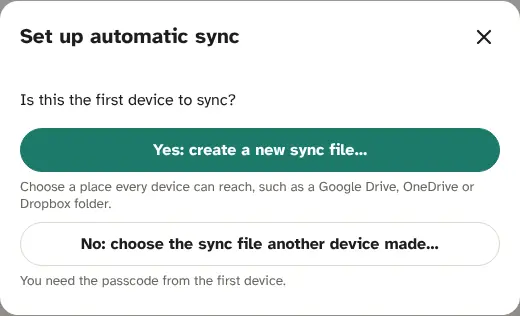 Set up automatic sync
Is this the first device to sync?
Yes: create a new sync file...
Choose a place every device can reach, such as a Google Drive, OneDrive or
Dropbox folder.
No: choose the sync file another device made...
You need the passcode from the first device.